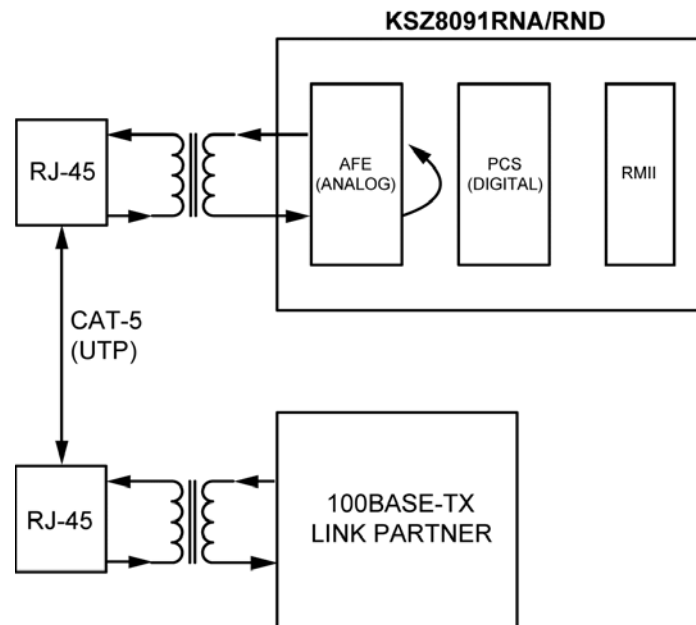 KSZ8091RNA/RND
RJ-45
AFE
(ANALOG)
PCS
(DIGITAL)
RMII
CAT-5
(UTP)
RJ-45
100BASE-TX
LINK PARTNER